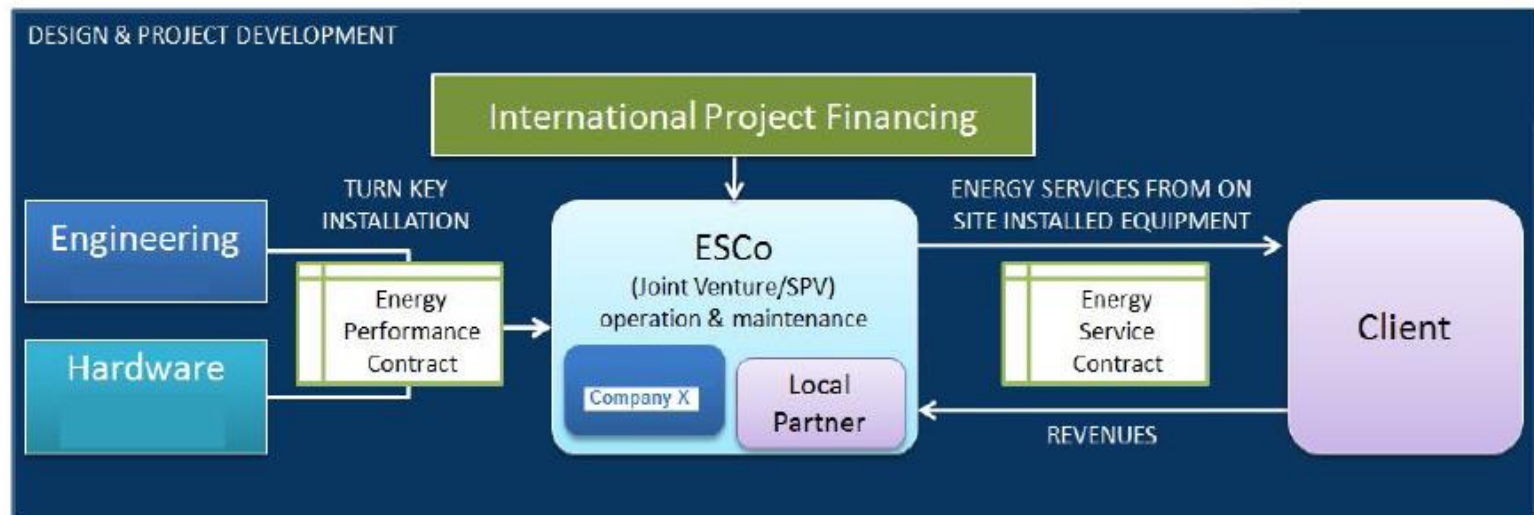 DESIGN & PROJECT DEVELOPMENT
International Project Financing
TURN KEY
INSTALLATION
ENERGY SERVICES FROM ON
SITE INSTALLED EQUIPMENT
Engineering
Hardware
Energy
Performance
Contract
ESCo
(Joint Venture/SPV)
operation & maintenance
Company X
Local
Partner
Energy
Service
Contract
REVENUES
Client